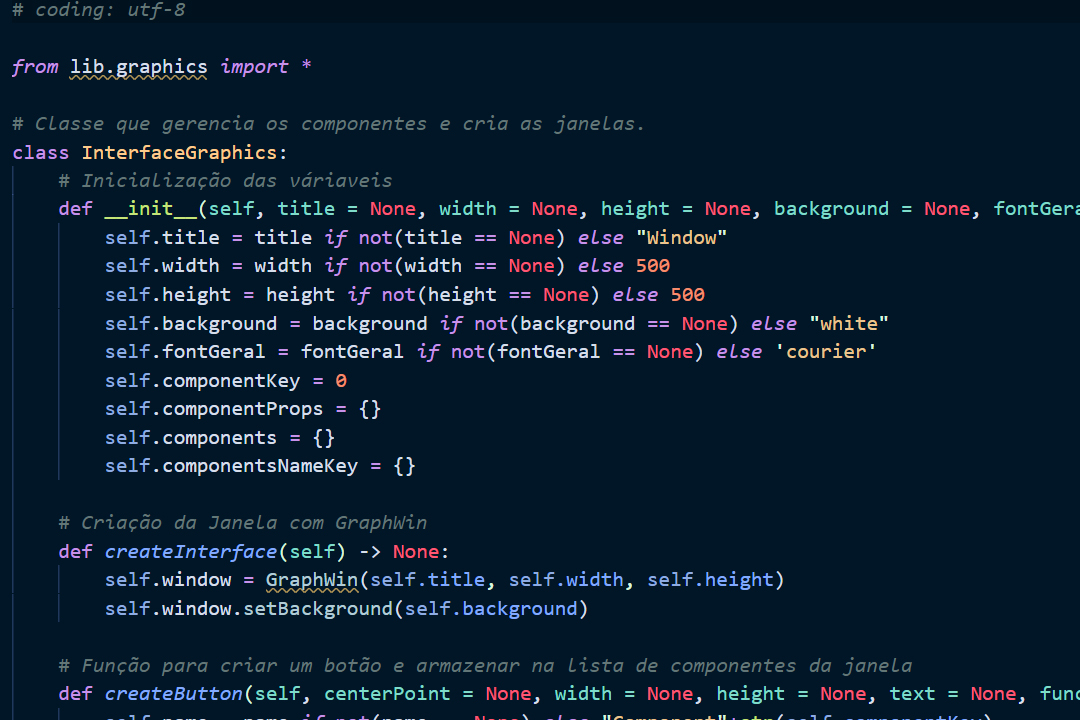 # coding: utf-8
from lib.graphics import *
# Classe que gerencia os componentes e cria as janelas.
class InterfaceGraphics:
# Inicialização das váriaveis
def __init__(self, title = None, width = None, height = None, background = None, fontGera
self.title = title if not(title == None) else "Window"
self.width = width if not(width == None) else 500
self.height = height if not(height == None) else 500
self.background = background if not(background == None) else "white"
self.fontGeral = fontGeral if not(fontGeral == None) else 'courier'
self.componentKey = 0
self.componentProps = {}
self.components = {}
self.componentsNameKey = {}
# Criação da Janela com GraphWin
def createInterface(self) -> None:
self.window = GraphWin(self.title, self.width, self.height)
self.window.setBackground(self.background)
# Função para criar um botão e armazenar na lista de componentes da janela
def createButton(self, centerPoint = None, width = None, height = None, text = None, func